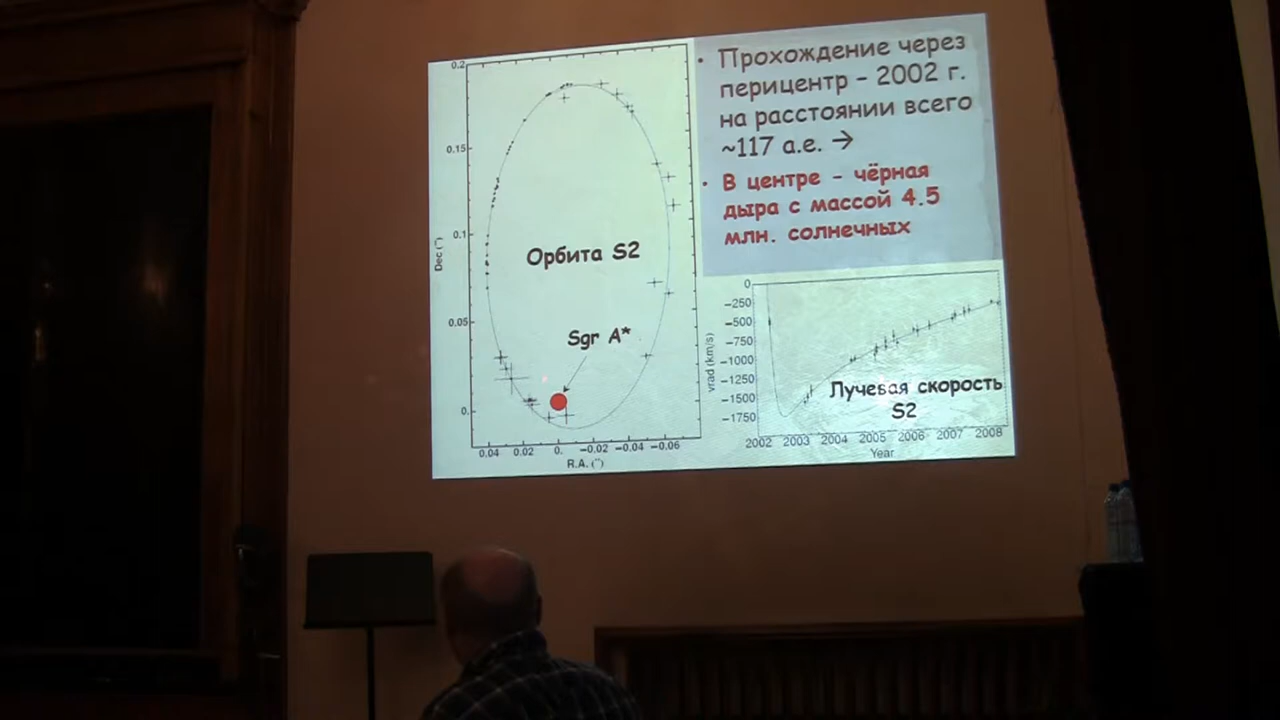 0.2
0.15
0.1
0.05
0.
Dec (")
0.04 0.02 0. −0.02 −0.04 −0.06
R.A. (")
Орбита S2
Sgr A*
• Прохождение через
перицентр – 2002 г.
на расстоянии всего
~117 а.е. →
• В центре – чёрная
дыра с массой 4.5
млн. солнечных
0
−250
−500
−750
−1000
−1250
−1500
−1750
vrad (km/s)
Лучевая скорость
S2
2002 2003 2004 2005 2006 2007 2008
Year